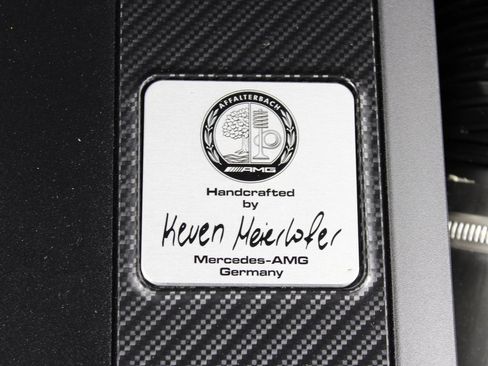 AFFALTERBACH
AMG
Handcrafted
by
Keven Meierhofer
Mercedes-AMG
Germany